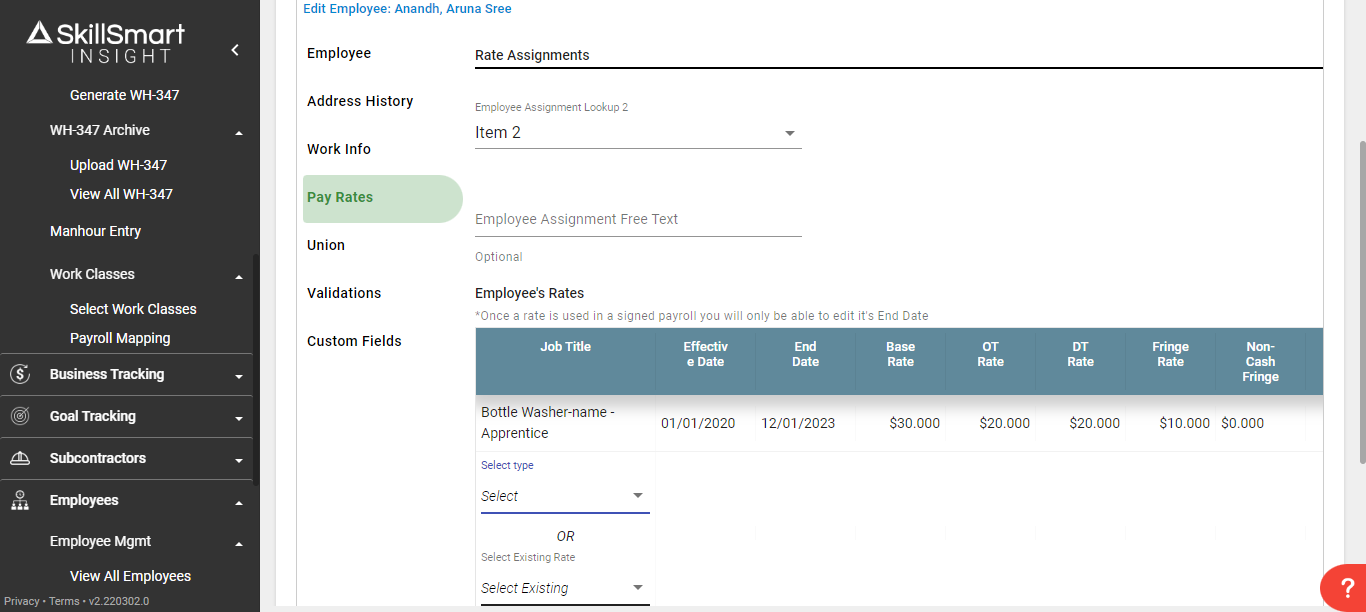 SkillSmart
INSIGHT
Generate WH-347
WH-347 Archive
Upload WH-347
View All WH-347
Manhour Entry
Work Classes
Select Work Classes
Payroll Mapping
Business Tracking
Goal Tracking
Subcontractors
Employees
Employee Mgmt
View All Employees
Privacy • Terms • v2.220302.0
Edit Employee: Anandh, Aruna Sree
Employee
Address History
Work Info
Pay Rates
Union
Validations
Custom Fields
Rate Assignments
Employee Assignment Lookup 2
Item 2
Employee Assignment Free Text
Optional
Employee's Rates
*Once a rate is used in a signed payroll you will only be able to edit it's End Date
Job Title
Effectiv
e Date
End
Date
Base
Rate
OT
Rate
DT
Rate
Fringe
Rate
Non-
Cash
Fringe
Bottle Washer-name -
Apprentice
01/01/2020
12/01/2023
$30.000
$20.000
$20.000
$10.000
$0.000
Select type
Select
OR
Select Existing Rate
Select Existing
?